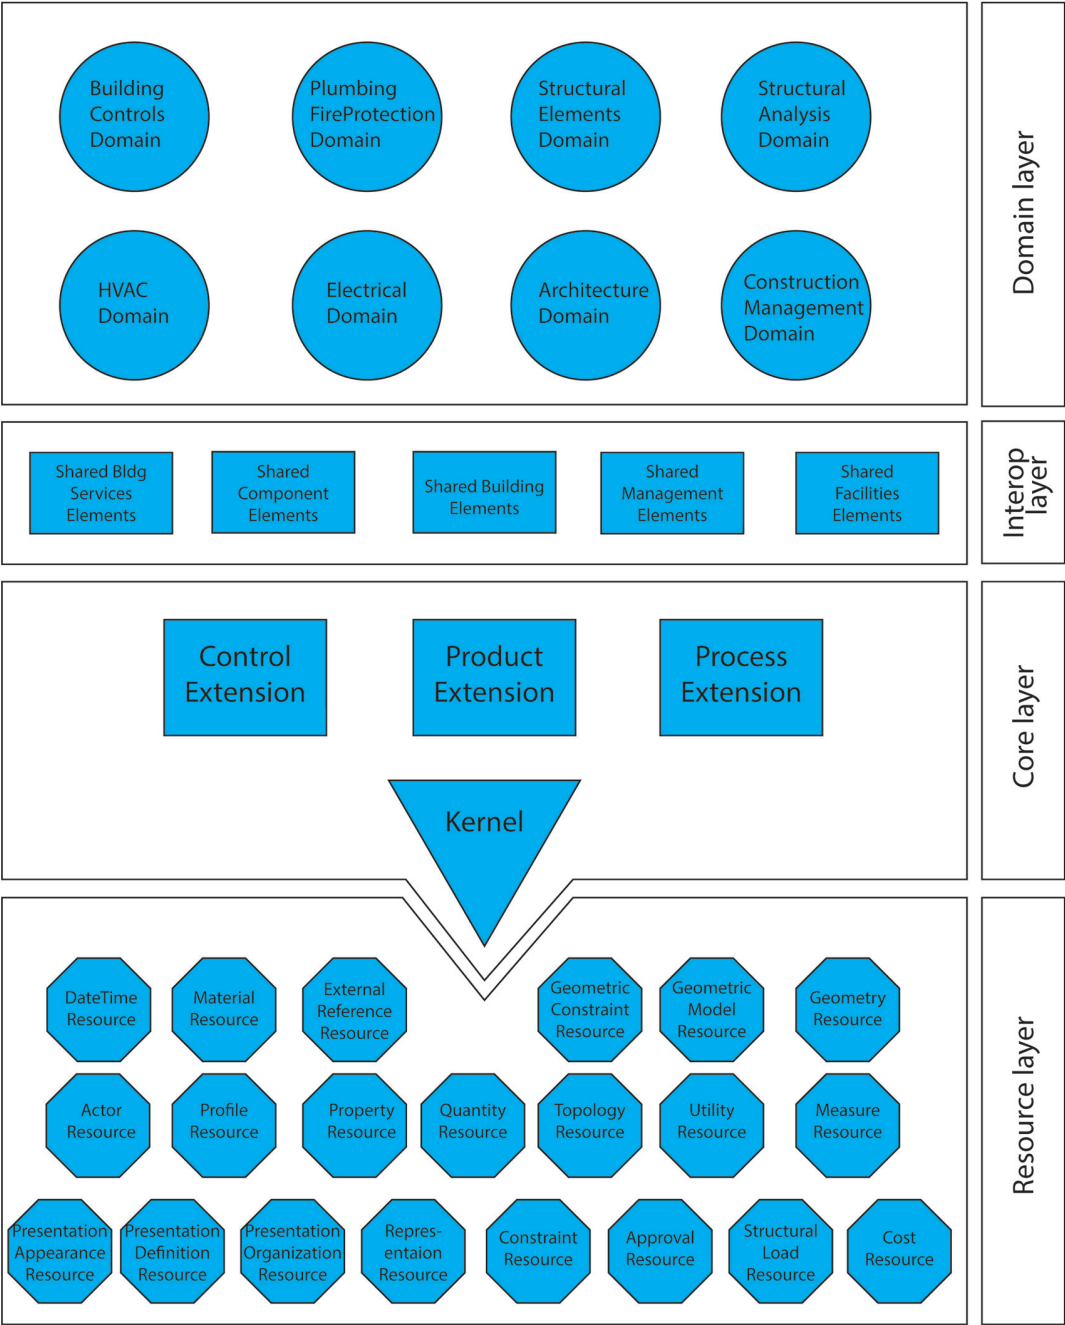 Building
Controls
Domain
Plumbing
FireProtection
Domain
Structural
Elements
Domain
Structural
Analysis
Domain
HVAC
Domain
Electrical
Domain
Architecture
Domain
Construction
Management
Domain
Domain layer
Shared Bldg
Services
Elements
Shared
Component
Elements
Shared Building
Elements
Shared
Management
Elements
Shared
Facilities
Elements
Interop
layer
Control
Extension
Product
Extension
Process
Extension
Kernel
Core layer
DateTime
Resource
Material
Resource
External
Reference
Resource
Geometric
Constraint
Resource
Geometric
Model
Resource
Geometry
Resource
Actor
Resource
Profile
Resource
Property
Resource
Quantity
Resource
Topology
Resource
Utility
Resource
Measure
Resource
Presentation
Appearance
Resource
Presentation
Definition
Resource
Presentation
Organization
Resource
Repres-
entaion
Resource
Constraint
Resource
Approval
Resource
Structural
Load
Resource
Cost
Resource
Resource layer